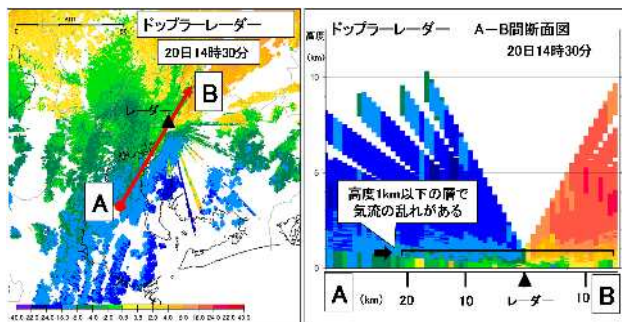 ドップラーレーダー
20日14時30分
B
レーダー
A
ドップラーレーダー A－B間断面図
20日14時30分
高度
(km)
10
5
0
高度1km以下の層で
気流の乱れがある
A (km) 20 10 レーダー 10 B